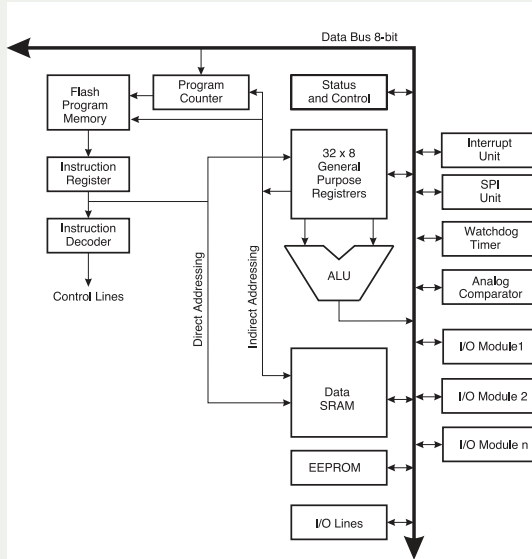 Data Bus 8-bit
Flash
Program
Memory
Program
Counter
Status
and Control
Instruction
Register
32 x 8
General
Purpose
Registrers
Interrupt
Unit
SPI
Unit
Instruction
Decoder
Watchdog
Timer
Control Lines
Direct Addressing
Indirect Addressing
ALU
Analog
Comparator
I/O Module1
Data
SRAM
I/O Module 2
I/O Module n
EEPROM
I/O Lines